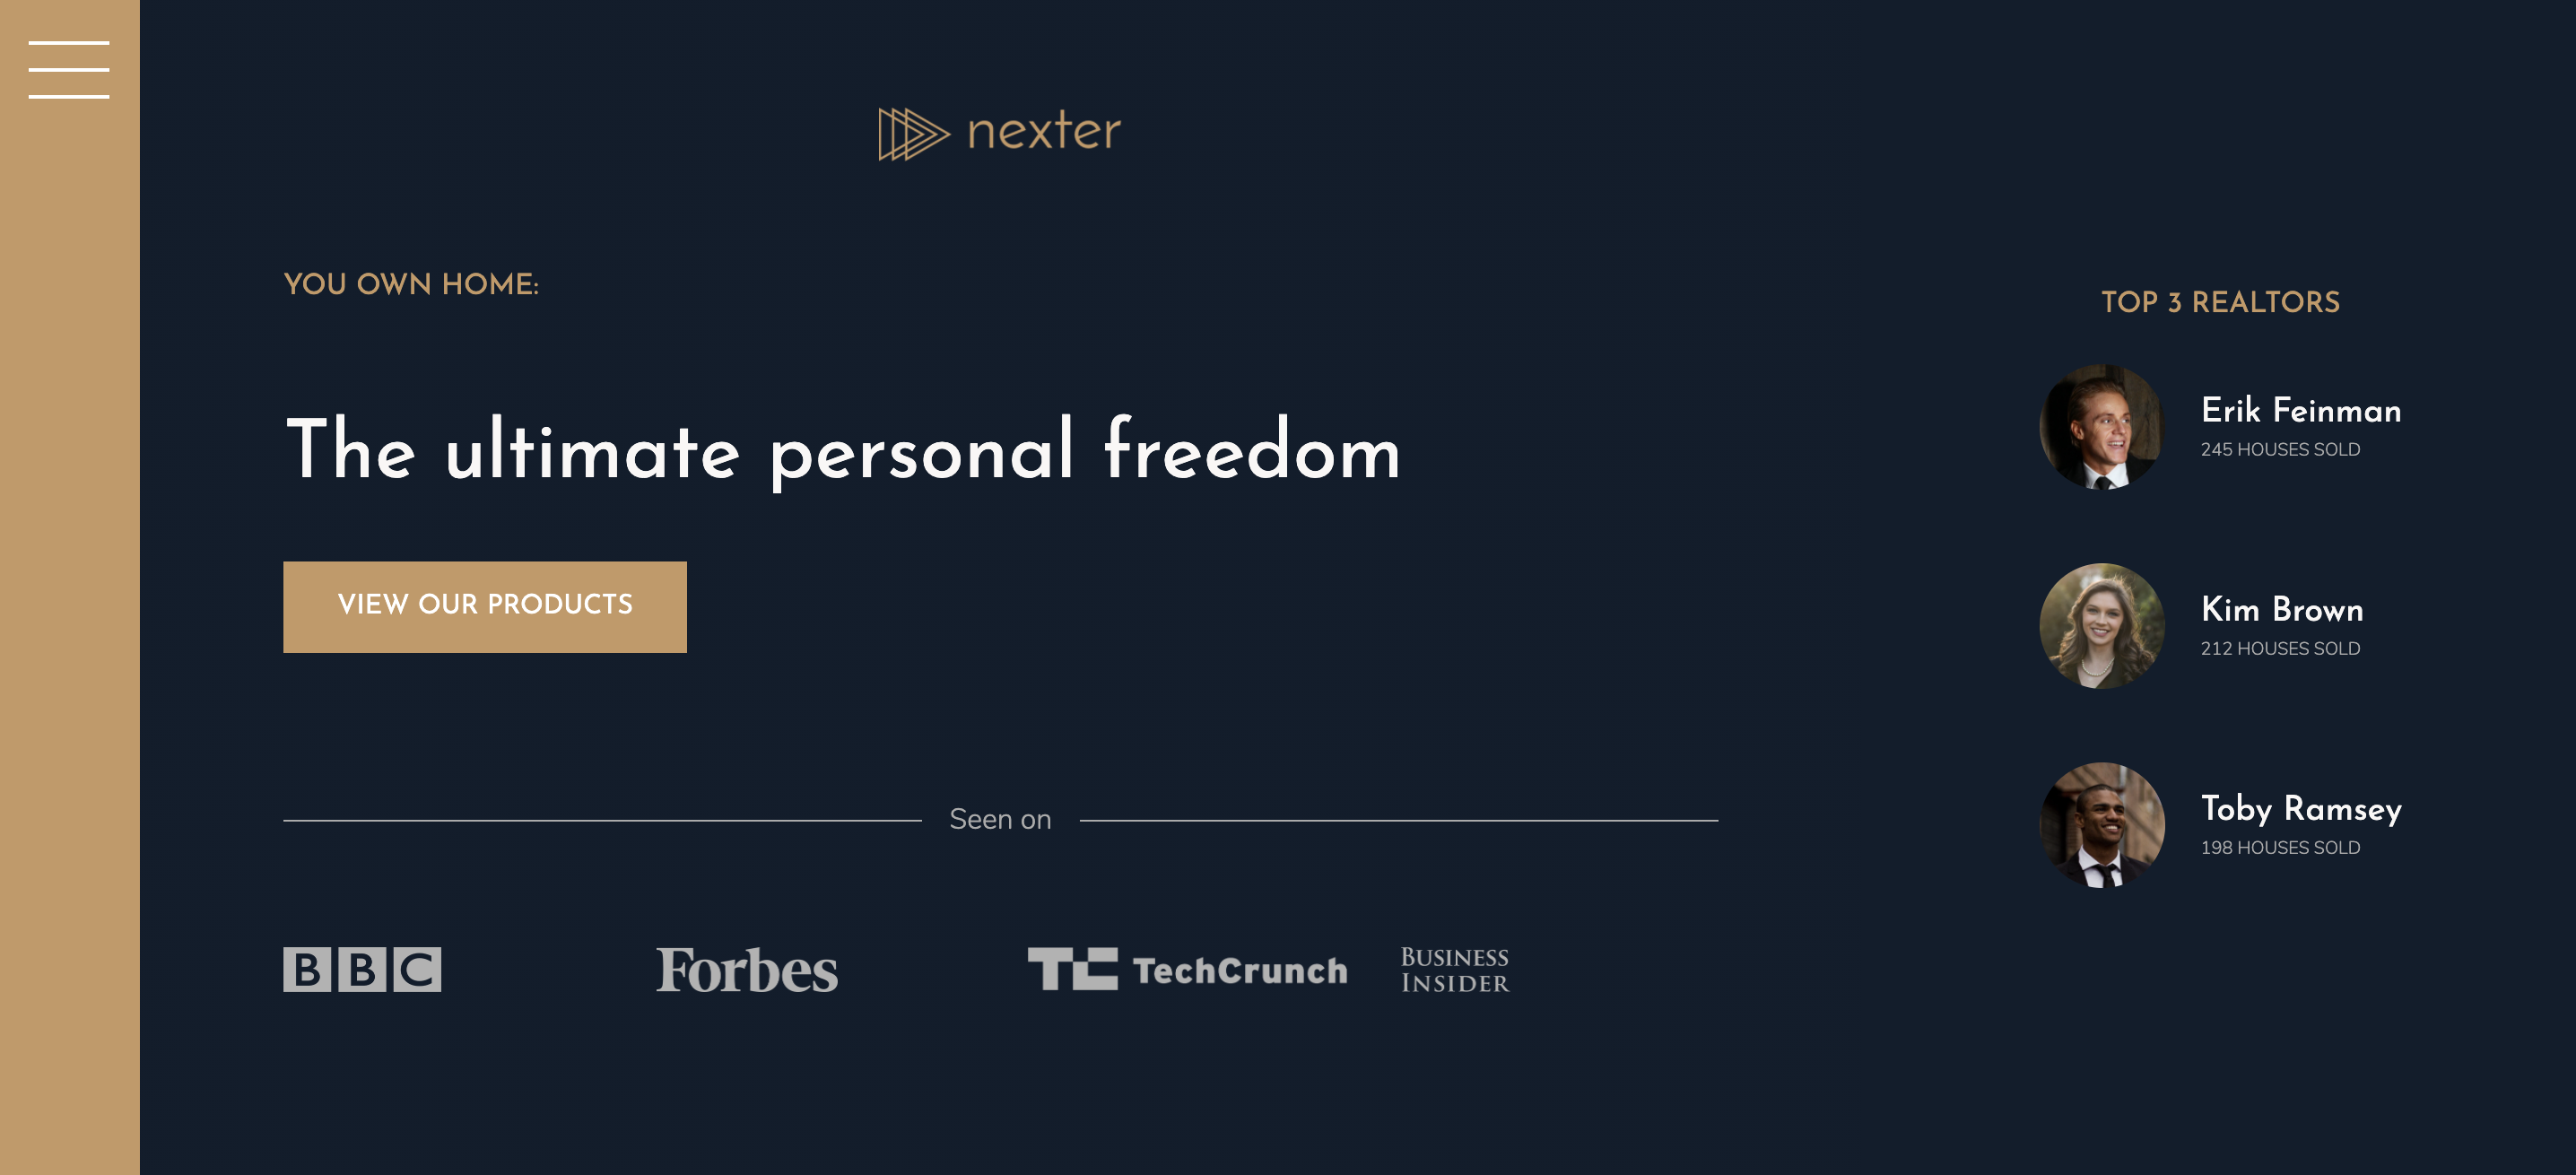 nexter
YOU OWN HOME:
The ultimate personal freedom
VIEW OUR PRODUCTS
Seen on
BBC
Forbes
TC TechCrunch
BUSINESS
INSIDER
TOP 3 REALTORS
Erik Feinman
245 HOUSES SOLD
Kim Brown
212 HOUSES SOLD
Toby Ramsey
198 HOUSES SOLD